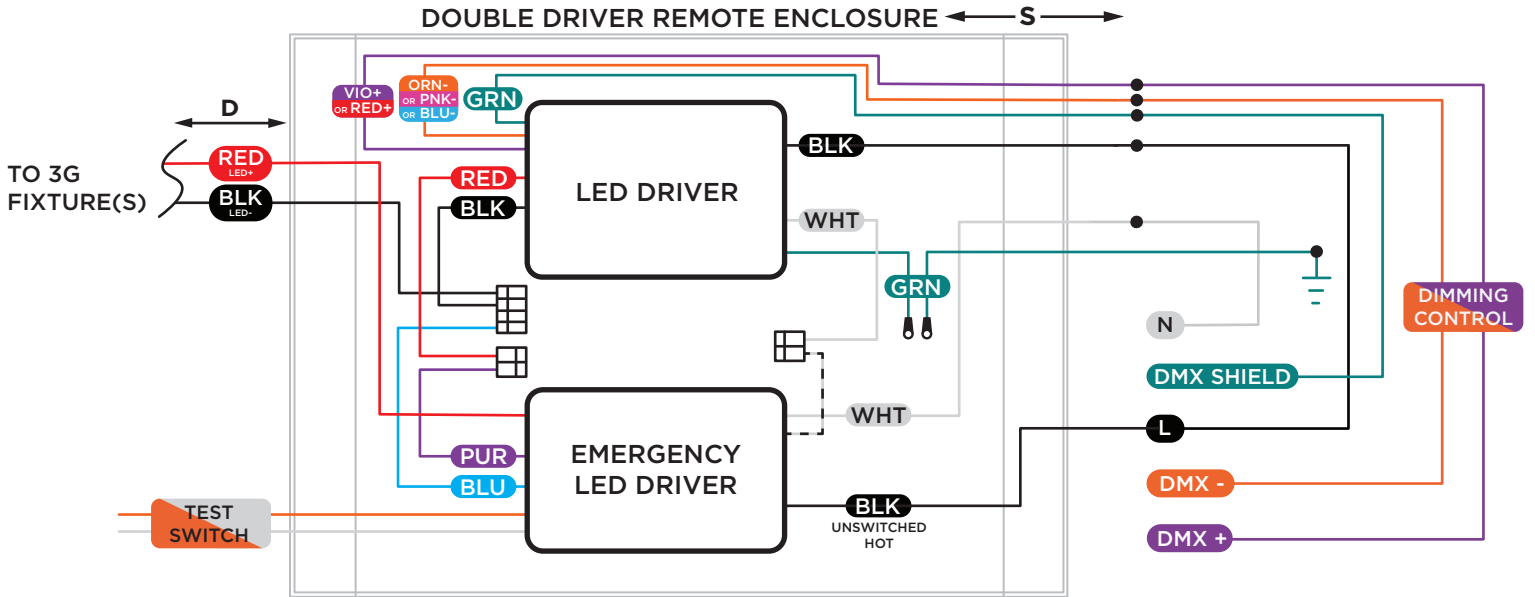 DOUBLE DRIVER REMOTE ENCLOSURE
S
VIO+
OR RED+
ORN-
OR PNK-
OR BLU-
GRN
D
TO 3G
FIXTURE(S)
RED
LED+
BLK
LED-
RED
BLK
LED DRIVER
BLK
WHT
GRN
DIMMING
CONTROL
N
DMX SHIELD
WHT
L
PUR
BLU
EMERGENCY
LED DRIVER
BLK
UNSWITCHED
HOT
TEST
SWITCH
DMX -
DMX +